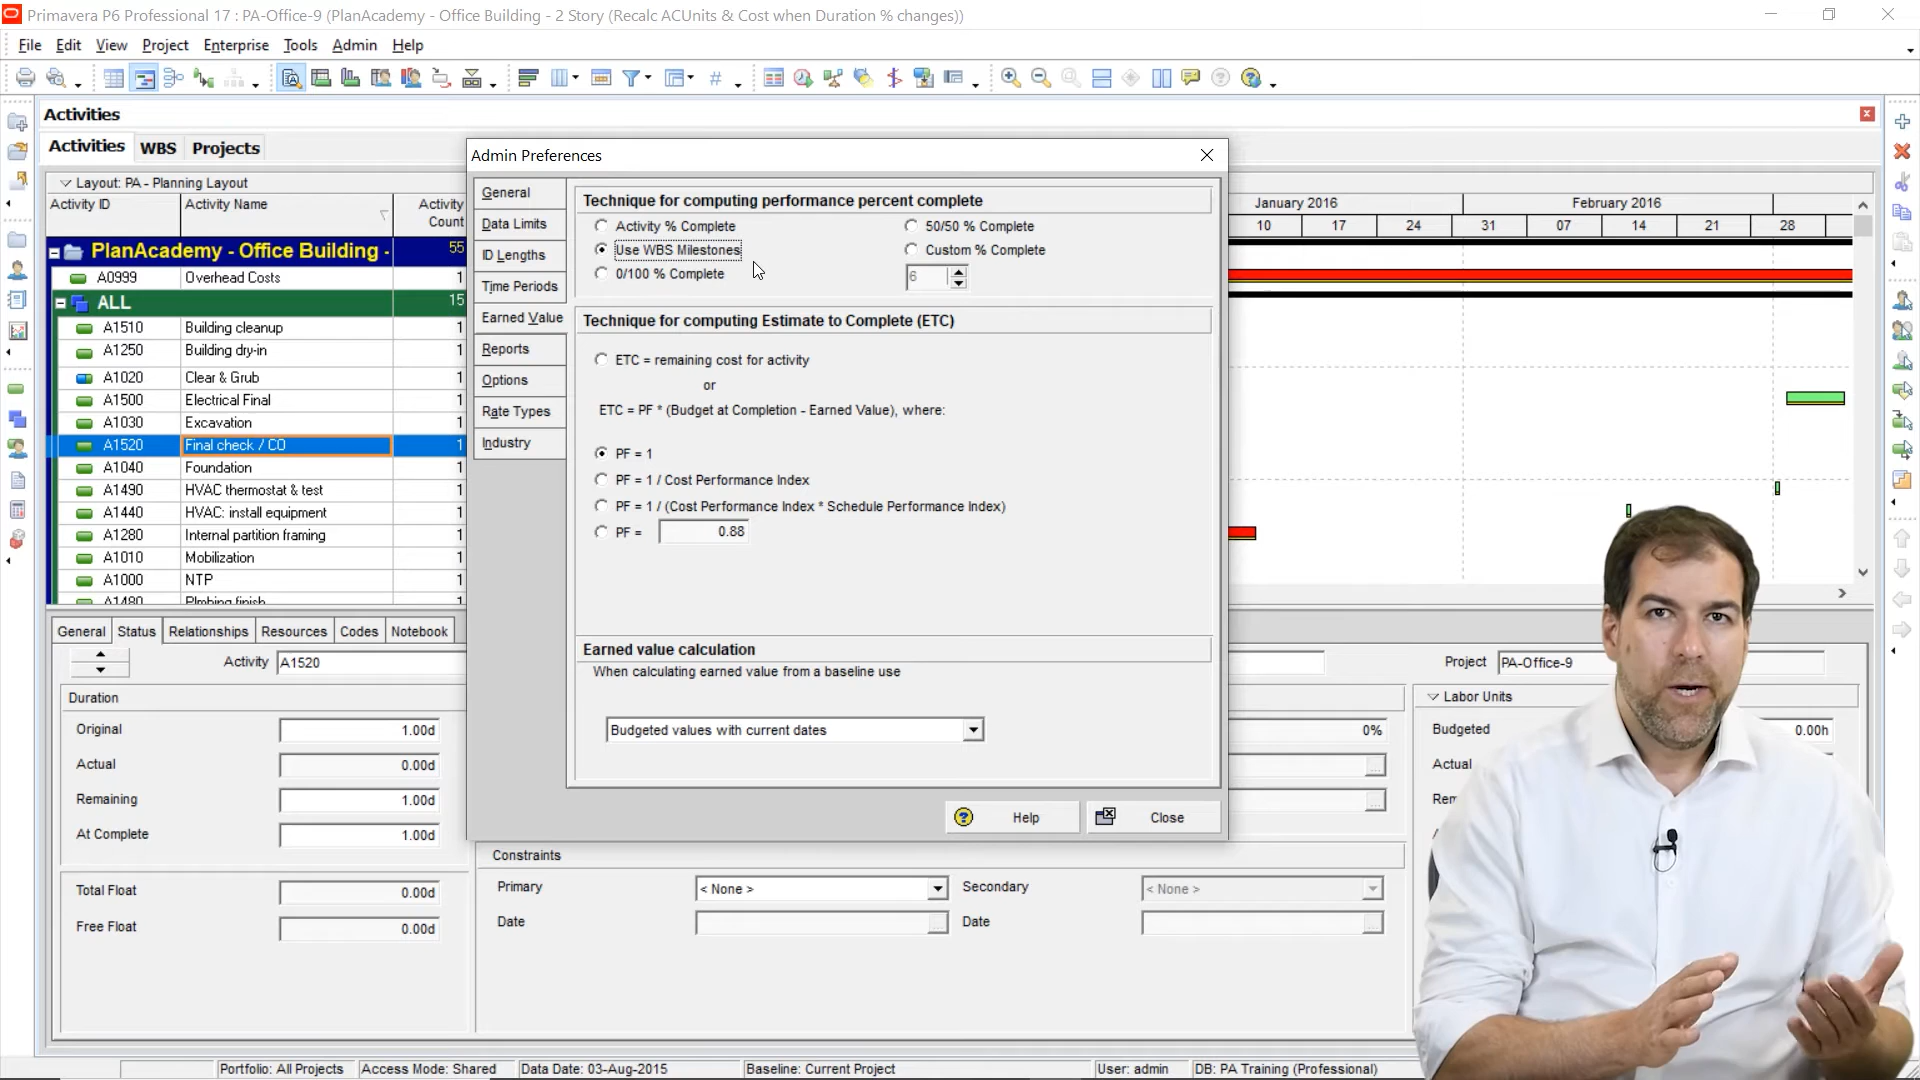 Primavera P6 Professional 17 : PA-Office-9 (PlanAcademy - Office Building - 2 Story (Recalc ACUnits & Cost when Duration % changes))
File Edit View Project Enterprise Tools Admin Help
Activities
Activities WBS Projects
Layout: PA - Planning Layout
Activity ID Activity Name Activity Count
PlanAcademy - Office Building - 55
A0999 Overhead Costs 1
ALL 15
A1510 Building cleanup 1
A1250 Building dry-in 1
A1020 Clear & Grub 1
A1500 Electrical Final 1
A1030 Excavation 1
A1520 Final check / CO 1
A1040 Foundation 1
A1490 HVAC thermostat & test 1
A1440 HVAC: install equipment 1
A1280 Internal partition framing 1
A1010 Mobilization 1
A1000 NTP 1
A1480 Plmbing finish 1
January 2016 February 2016
10 17 24 31 07 14 21 28
Admin Preferences
General
Data Limits
ID Lengths
Time Periods
Earned Value
Reports
Options
Rate Types
Industry
Technique for computing performance percent complete
Activity % Complete 50/50 % Complete
Use WBS Milestones Custom % Complete
0/100 % Complete 6
Technique for computing Estimate to Complete (ETC)
ETC = remaining cost for activity
or
ETC = PF * (Budget at Completion - Earned Value), where:
PF = 1
PF = 1 / Cost Performance Index
PF = 1 / (Cost Performance Index * Schedule Performance Index)
PF = 0.88
Earned value calculation
When calculating earned value from a baseline use
Budgeted values with current dates
Help Close
General Status Relationships Resources Codes Notebook
Activity A1520 Project PA-Office-9
Duration
Original 1.00d
Actual 0.00d
Remaining 1.00d
At Complete 1.00d
Total Float 0.00d
Free Float 0.00d
0%
Labor Units
Budgeted 0.00h
Actual
Constraints
Primary < None > Secondary < None >
Date Date
Portfolio: All Projects Access Mode: Shared Data Date: 03-Aug-2015 Baseline: Current Project User: admin DB: PA Training (Professional)